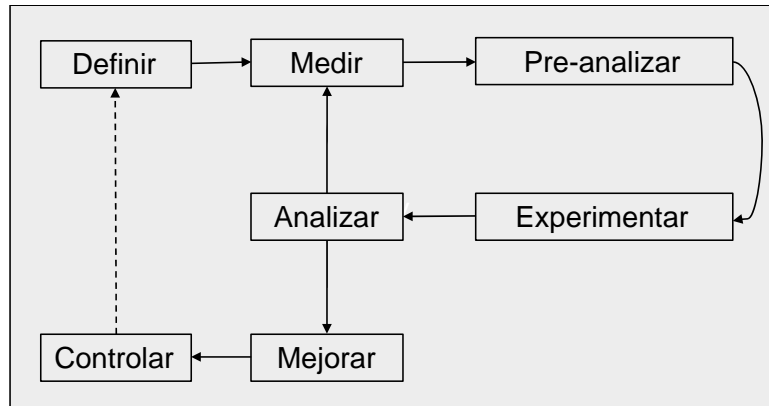 Definir
Medir
Pre-analizar
Analizar
Experimentar
Controlar
Mejorar